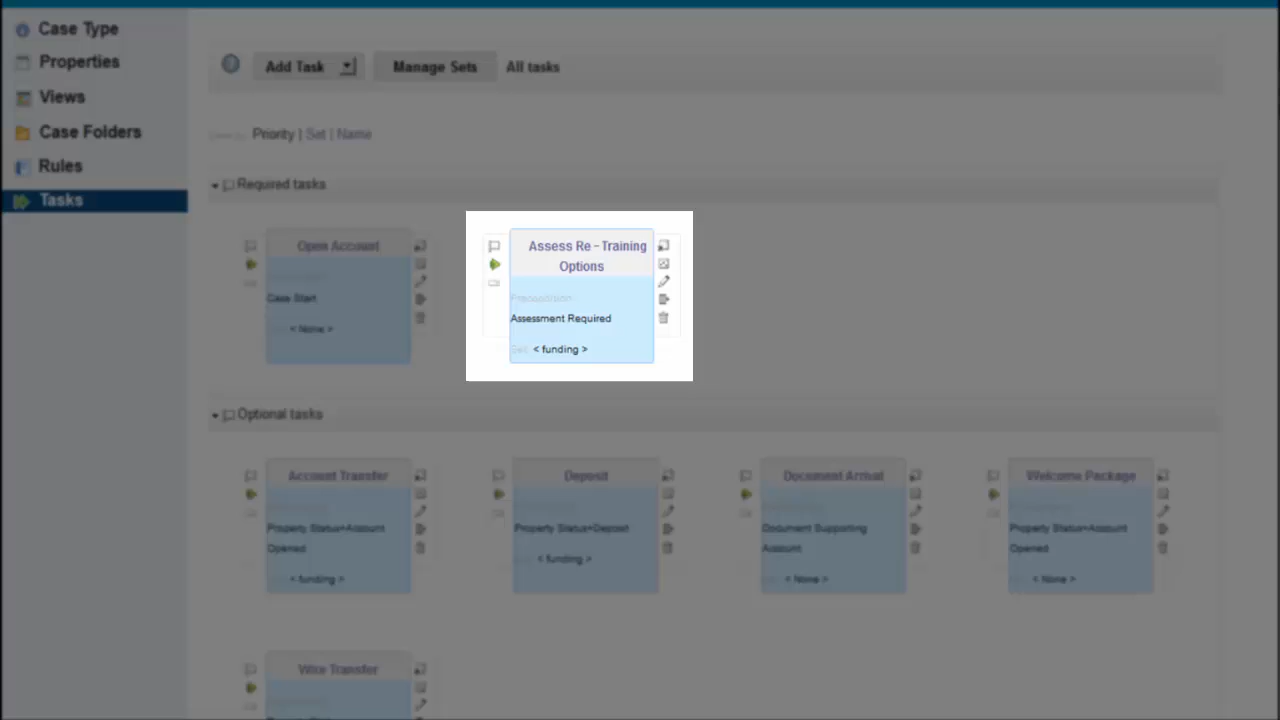 Case Type
Properties
Views
Case Folders
Rules
Tasks
Add Task
Manage Sets
All tasks
Priority | Set | Name
Required tasks
Open Account
Case Start
< None >
Assess Re - Training
Options
Precondition
Assessment Required
Set: < funding >
Optional tasks
Account Transfer
Property Status=Account
Opened
< funding >
Deposit
Property Status=Deposit
< funding >
Document Arrival
Document Supporting
Account
< None >
Welcome Package
Property Status=Account
Opened
< None >
Wire Transfer